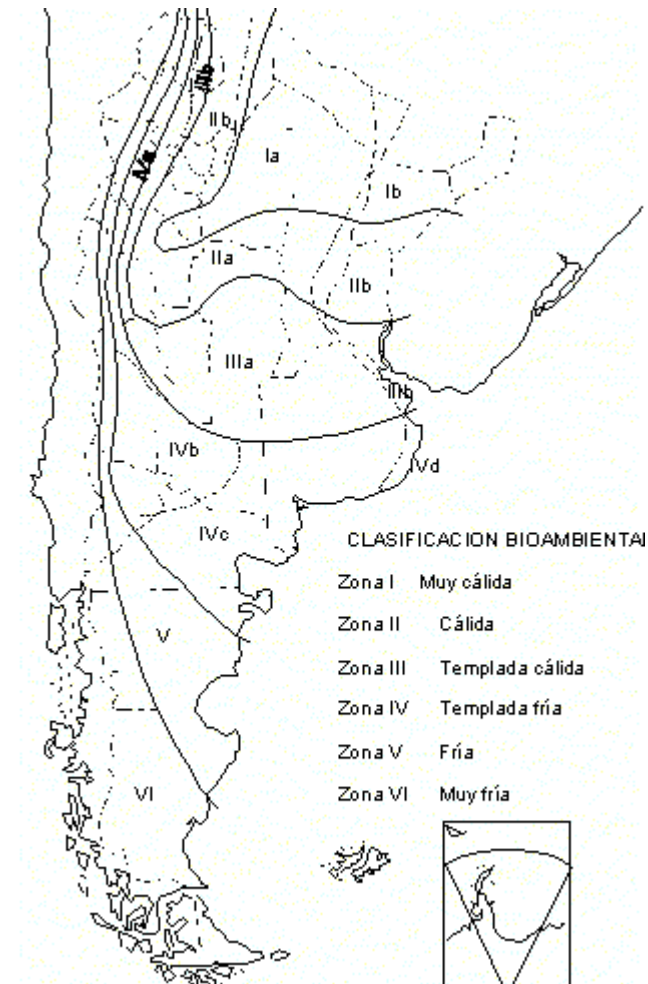 IIIb
IIb
IVa
Ia
Ib
IIa
IIb
IIIa
IIIb
IVb
IVd
IVc
CLASIFICACION BIOAMBIENTAL
Zona I Muy cálida
Zona II Cálida
V
Zona III Templada cálida
Zona IV Templada fría
Zona V Fría
VI
Zona VI Muy fría